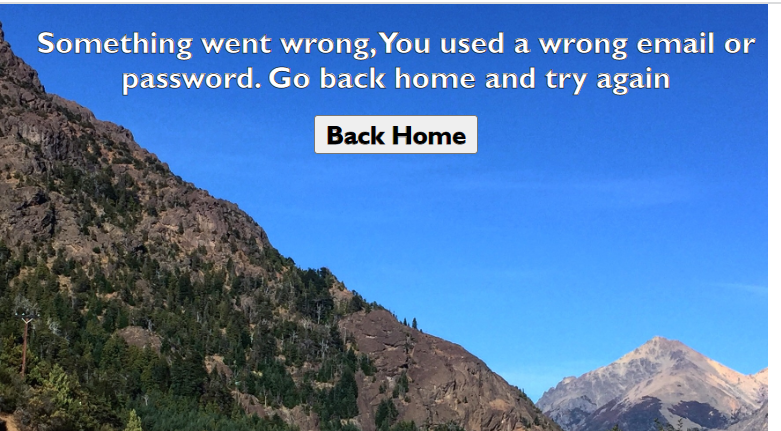 Something went wrong,You used a wrong email or
password. Go back home and try again
Back Home